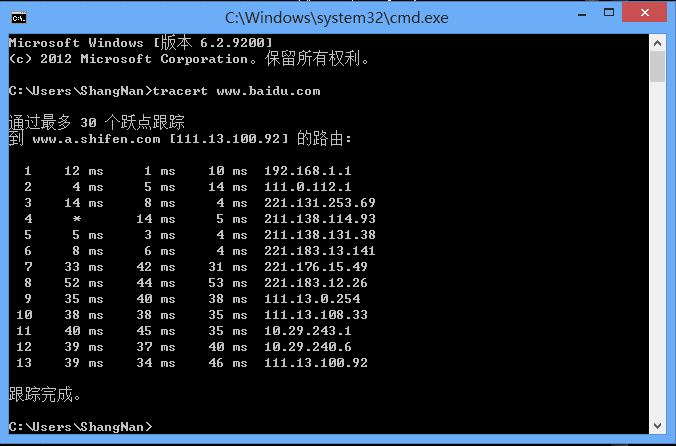 C:\Windows\system32\cmd.exe
Microsoft Windows [版本 6.2.9200]
(c) 2012 Microsoft Corporation。保留所有权利。
C:\Users\ShangNan>tracert www.baidu.com
通过最多 30 个跃点跟踪
到 www.a.shifen.com [111.13.100.92] 的路由:
1 12 ms 1 ms 10 ms 192.168.1.1
2 4 ms 5 ms 14 ms 111.0.112.1
3 14 ms 8 ms 4 ms 221.131.253.69
4 * 14 ms 5 ms 211.138.114.93
5 5 ms 3 ms 4 ms 211.138.131.38
6 8 ms 6 ms 4 ms 221.183.13.141
7 33 ms 42 ms 31 ms 221.176.15.49
8 52 ms 44 ms 53 ms 221.183.12.26
9 35 ms 40 ms 38 ms 111.13.0.254
10 38 ms 38 ms 35 ms 111.13.108.33
11 40 ms 45 ms 35 ms 10.29.243.1
12 39 ms 37 ms 40 ms 10.29.240.6
13 39 ms 34 ms 46 ms 111.13.100.92
跟踪完成。
C:\Users\ShangNan>